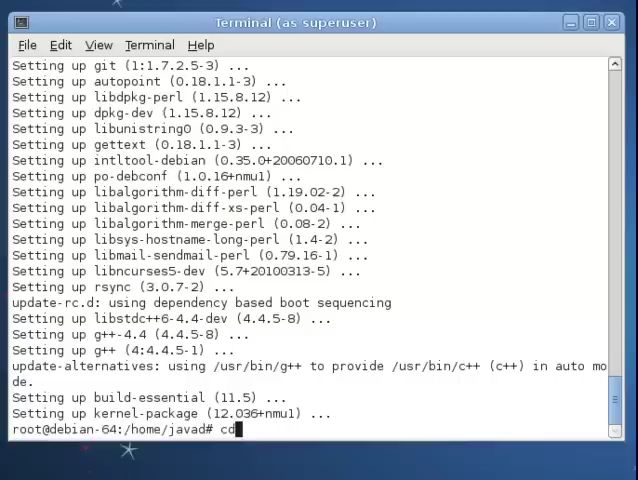 Terminal (as superuser)
File Edit View Terminal Help
Setting up git (1:1.7.2.5-3) ...
Setting up autopoint (0.18.1.1-3) ...
Setting up libdpkg-perl (1.15.8.12) ...
Setting up dpkg-dev (1.15.8.12) ...
Setting up libunistring0 (0.9.3-3) ...
Setting up gettext (0.18.1.1-3) ...
Setting up intltool-debian (0.35.0+20060710.1) ...
Setting up po-debconf (1.0.16+nmu1) ...
Setting up libalgorithm-diff-perl (1.19.02-2) ...
Setting up libalgorithm-diff-xs-perl (0.04-1) ...
Setting up libalgorithm-merge-perl (0.08-2) ...
Setting up libsys-hostname-long-perl (1.4-2) ...
Setting up libmail-sendmail-perl (0.79.16-1) ...
Setting up libncurses5-dev (5.7+20100313-5) ...
Setting up rsync (3.0.7-2) ...
update-rc.d: using dependency based boot sequencing
Setting up libstdc++6-4.4-dev (4.4.5-8) ...
Setting up g++-4.4 (4.4.5-8) ...
Setting up g++ (4:4.4.5-1) ...
update-alternatives: using /usr/bin/g++ to provide /usr/bin/c++ (c++) in auto mo
de.
Setting up build-essential (11.5) ...
Setting up kernel-package (12.036+nmu1) ...
root@debian-64:/home/javad# cd